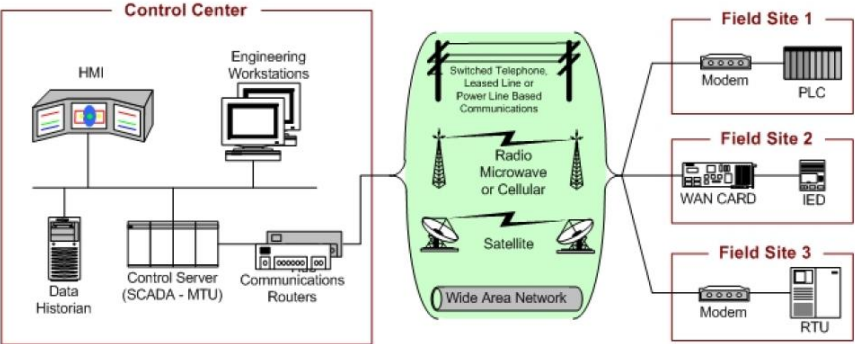 Control Center
HMI
Engineering
Workstations
Data
Historian
Control Server
(SCADA - MTU)
Communications
Routers
Switched Telephone,
Leased Line or
Power Line Based
Communications
Radio
Microwave
or Cellular
Satellite
Wide Area Network
Field Site 1
Modem
PLC
Field Site 2
WAN CARD
IED
Field Site 3
Modem
RTU